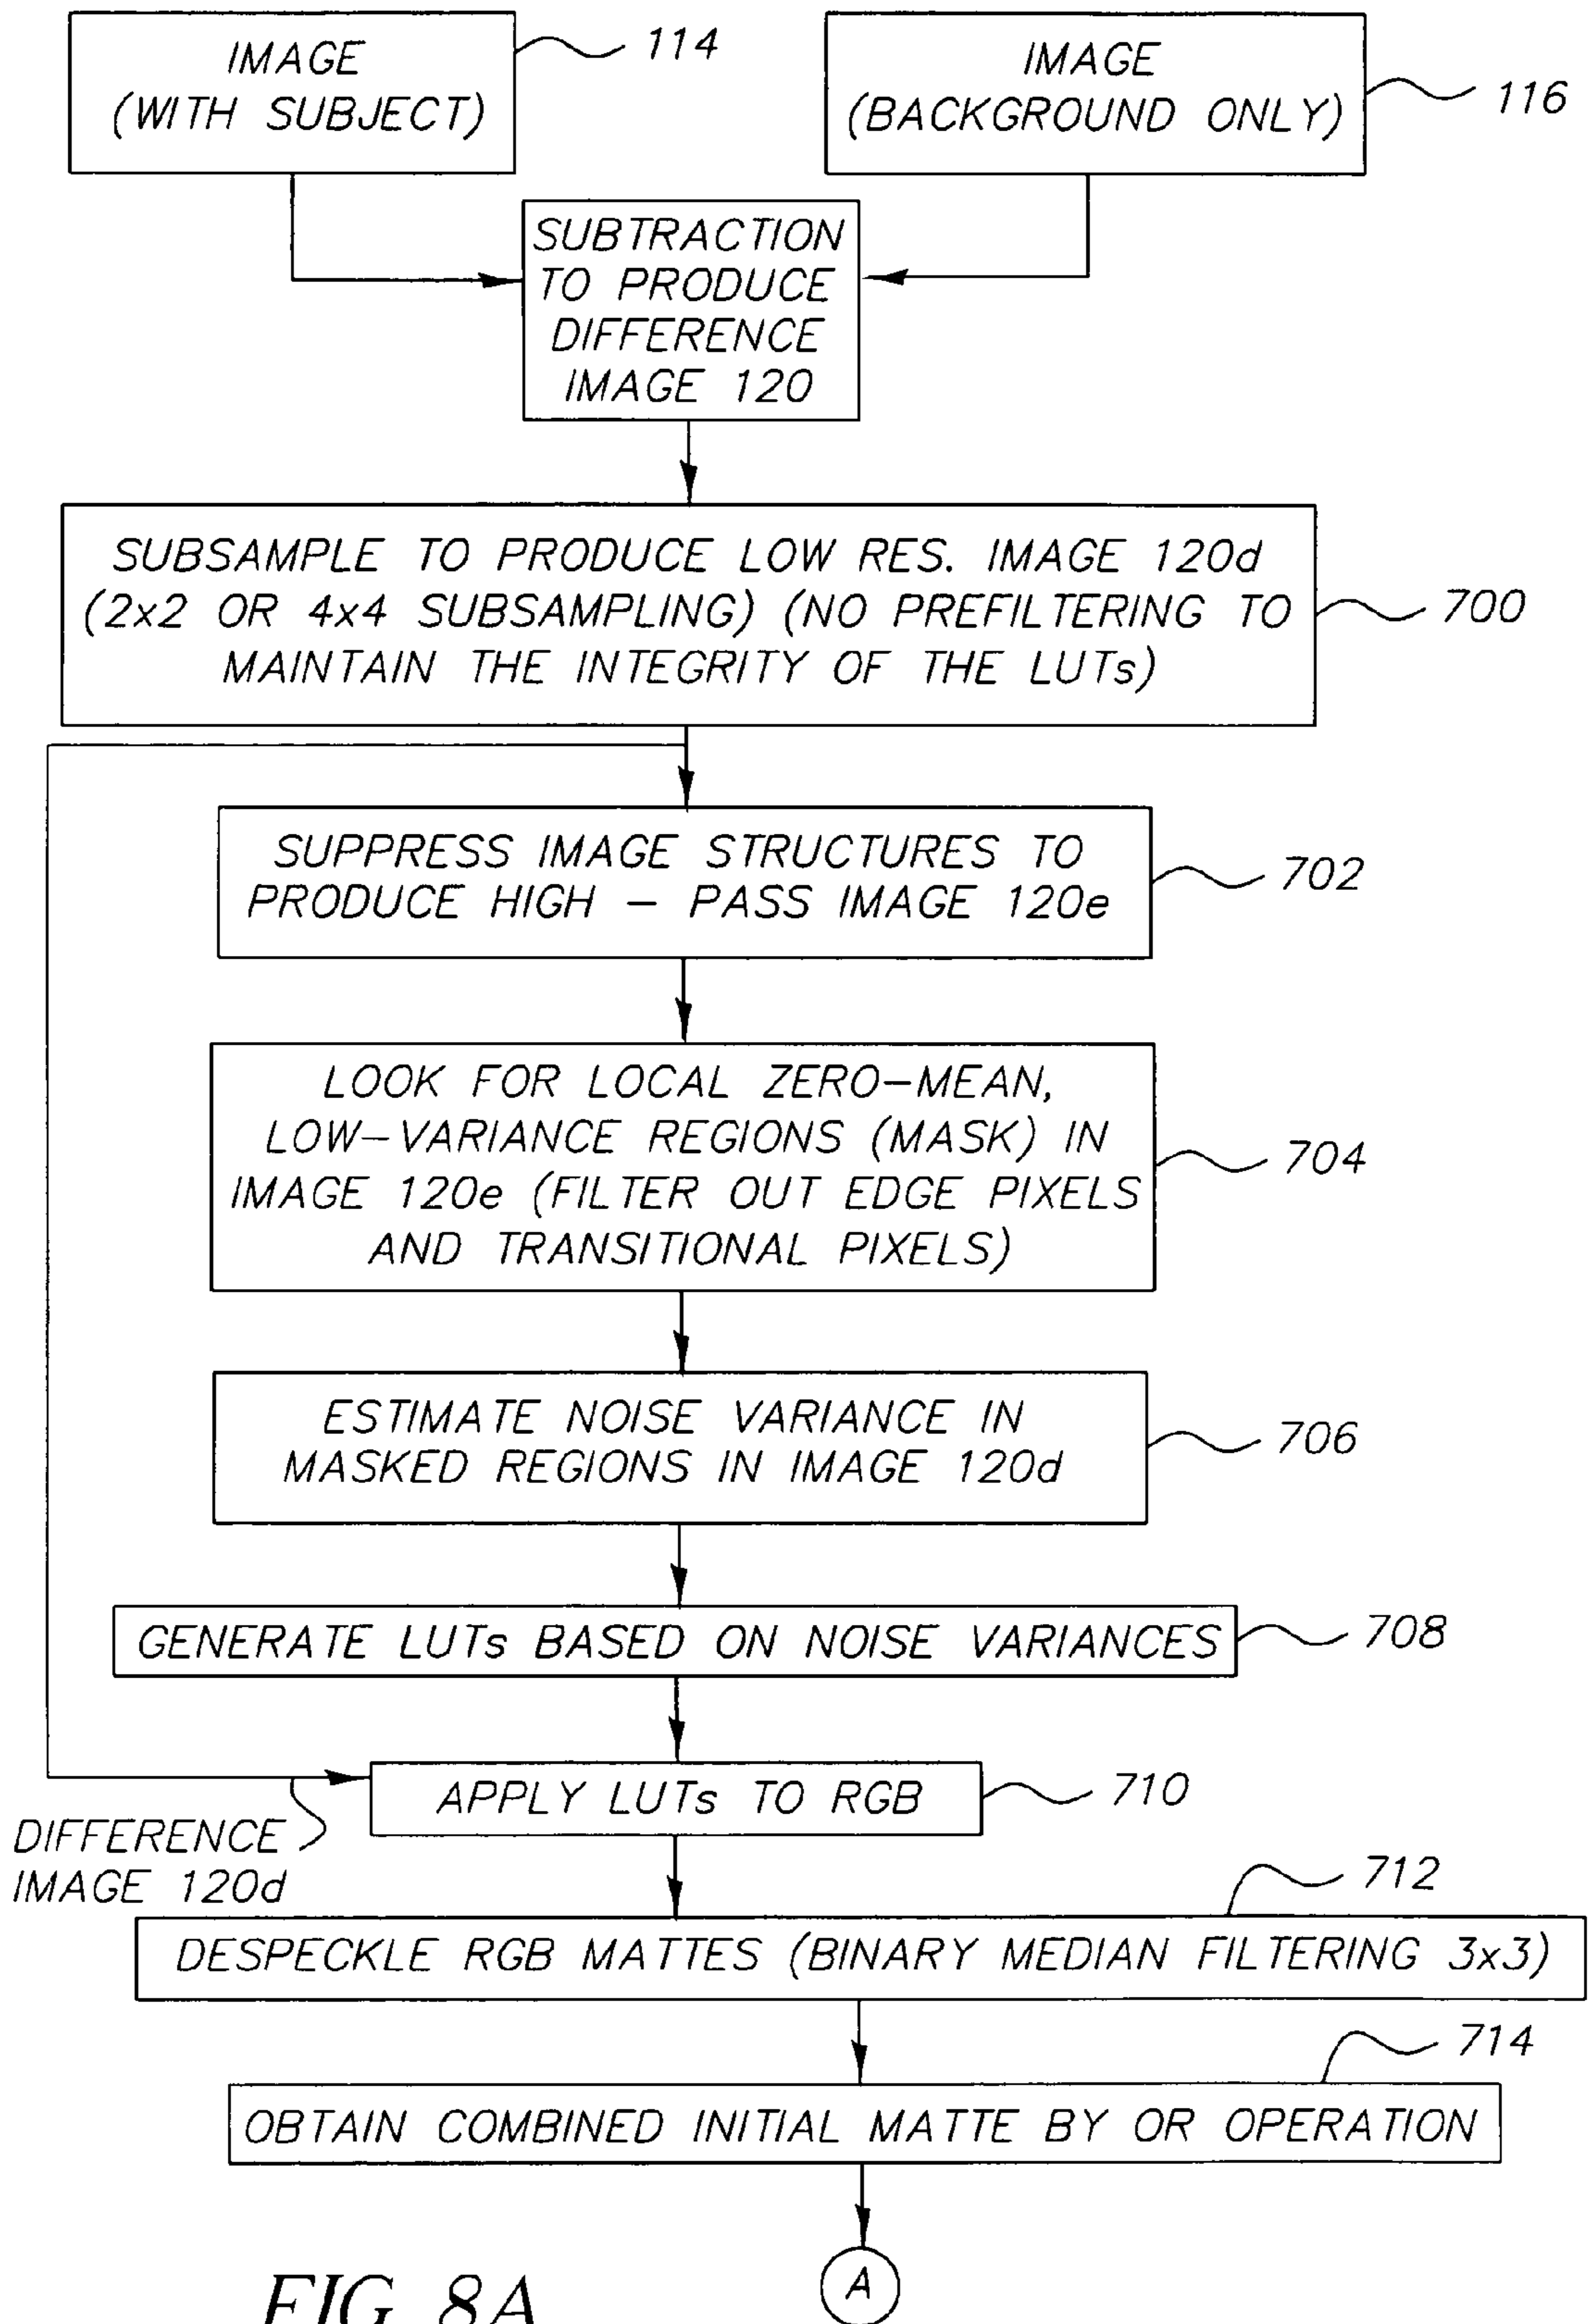 IMAGE
(WITH SUBJECT)
114
IMAGE
(BACKGROUND ONLY)
116
SUBTRACTION
TO PRODUCE
DIFFERENCE
IMAGE 120
SUBSAMPLE TO PRODUCE LOW RES. IMAGE 120d
(2x2 OR 4x4 SUBSAMPLING) (NO PREFILTERING TO
MAINTAIN THE INTEGRITY OF THE LUTs)
700
SUPPRESS IMAGE STRUCTURES TO
PRODUCE HIGH - PASS IMAGE 120e
702
LOOK FOR LOCAL ZERO-MEAN,
LOW-VARIANCE REGIONS (MASK) IN
IMAGE 120e (FILTER OUT EDGE PIXELS
AND TRANSITIONAL PIXELS)
704
ESTIMATE NOISE VARIANCE IN
MASKED REGIONS IN IMAGE 120d
706
GENERATE LUTs BASED ON NOISE VARIANCES
708
APPLY LUTs TO RGB
710
DIFFERENCE
IMAGE 120d
712
DESPECKLE RGB MATTES (BINARY MEDIAN FILTERING 3x3)
714
OBTAIN COMBINED INITIAL MATTE BY OR OPERATION
A
FIG. 8A